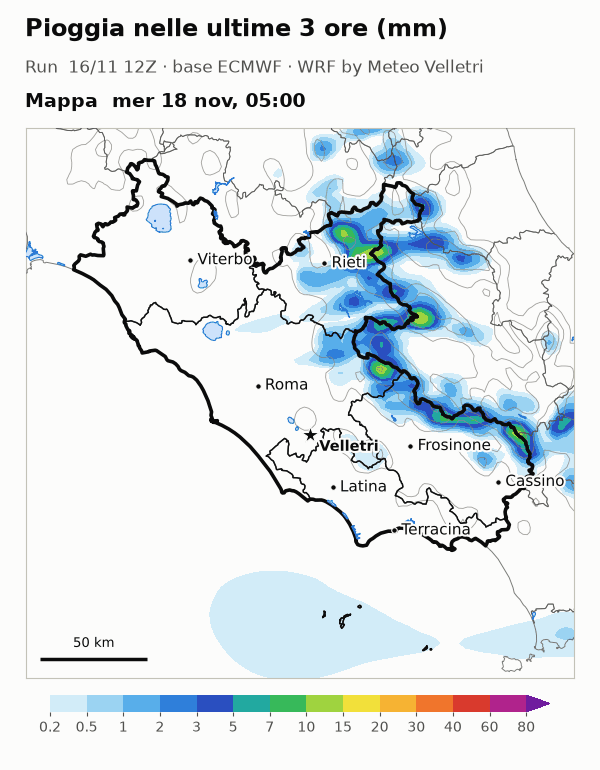 Pioggia nelle ultime 3 ore (mm)
Run  16/11 12Z · base ECMWF · WRF by Meteo Velletri
Mappa  mer 18 nov, 05:00
Viterbo
Rieti
Roma
Velletri
Frosinone
Latina
Cassino
Terracina
50 km
0.2 0.5 1 2 3 5 7 10 15 20 30 40 60 80